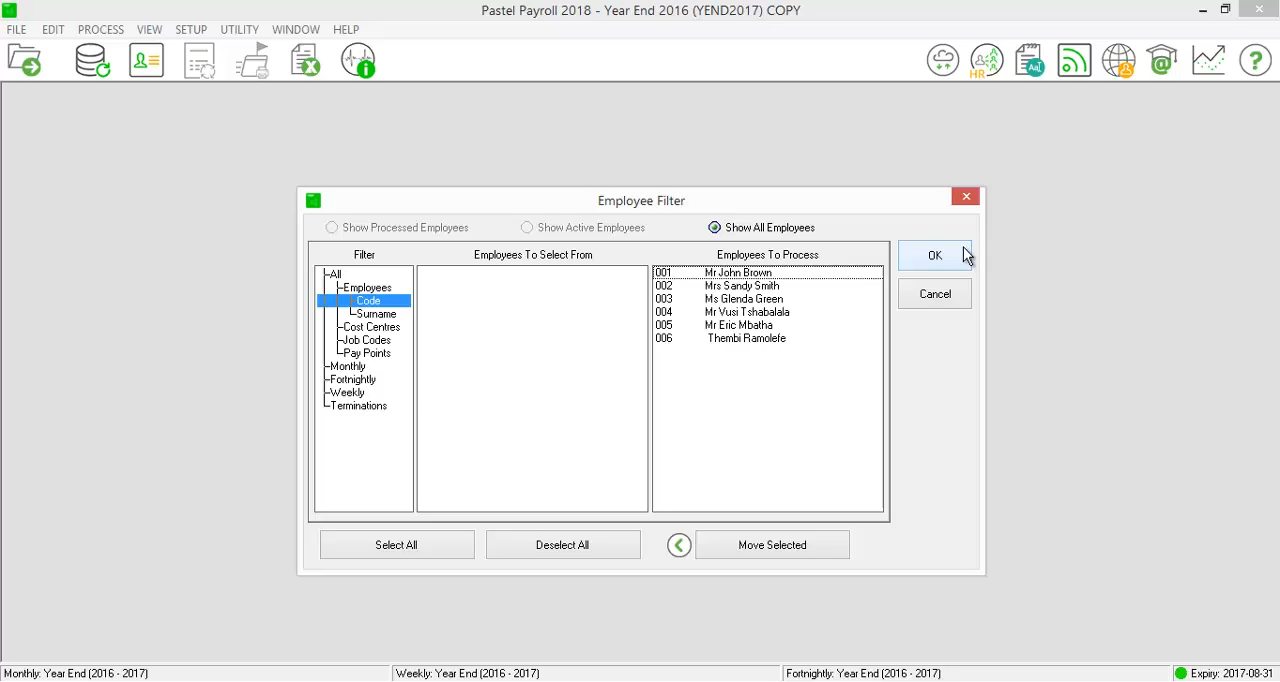 Pastel Payroll 2018 - Year End 2016 (YEND2017) COPY
FILE EDIT PROCESS VIEW SETUP UTILITY WINDOW HELP
HR
Aa
@
?
Employee Filter
Show Processed Employees Show Active Employees Show All Employees
Filter Employees To Select From Employees To Process
OK
Cancel
All
Employees
Code
Surname
Cost Centres
Job Codes
Pay Points
Monthly
Fortnightly
Weekly
Terminations
001 Mr John Brown
002 Mrs Sandy Smith
003 Ms Glenda Green
004 Mr Vusi Tshabalala
005 Mr Eric Mbatha
006 Thembi Ramolefe
Select All Deselect All Move Selected
Monthly: Year End (2016 - 2017) Weekly: Year End (2016 - 2017) Fortnightly: Year End (2016 - 2017) Expiry: 2017-08-31